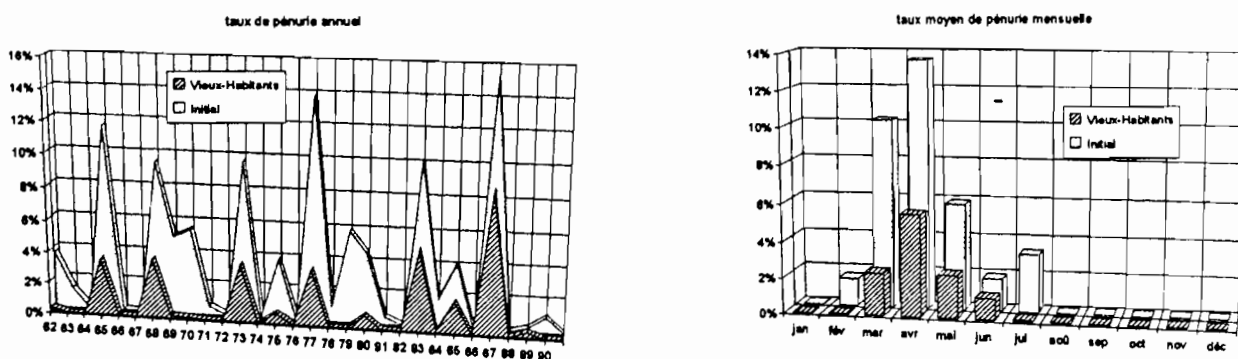 taux de pénurie annuel
16%
14%
12%
10%
8%
6%
4%
2%
0%
Vieux-Habitants
Initial
62 63 64 65 66 67 68 69 70 71 72 73 74 75 76 77 78 79 80 81 82 83 84 65 66 67 88 89 90
taux moyen de pénurie mensuelle
14%
12%
10%
8%
6%
4%
2%
0%
Vieux-Habitants
Initial
jan fév mar avr mai jun jul aoû sep oct nov déc